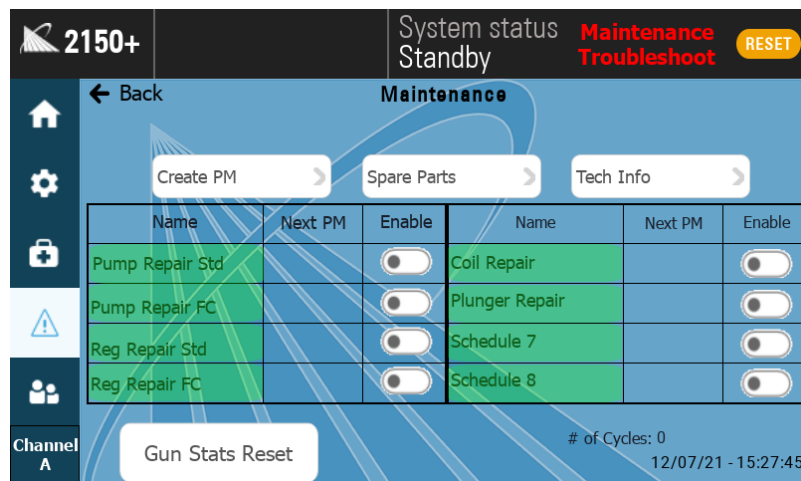 2150+
System status
Standby
Maintenance
Troubleshoot
RESET
Back
Maintenance
Create PM
Spare Parts
Tech Info
Name Next PM Enable Name Next PM Enable
Pump Repair Std Coil Repair
Pump Repair FC Plunger Repair
Reg Repair Std Schedule 7
Reg Repair FC Schedule 8
Channel
A
Gun Stats Reset
# of Cycles: 0
12/07/21 - 15:27:45